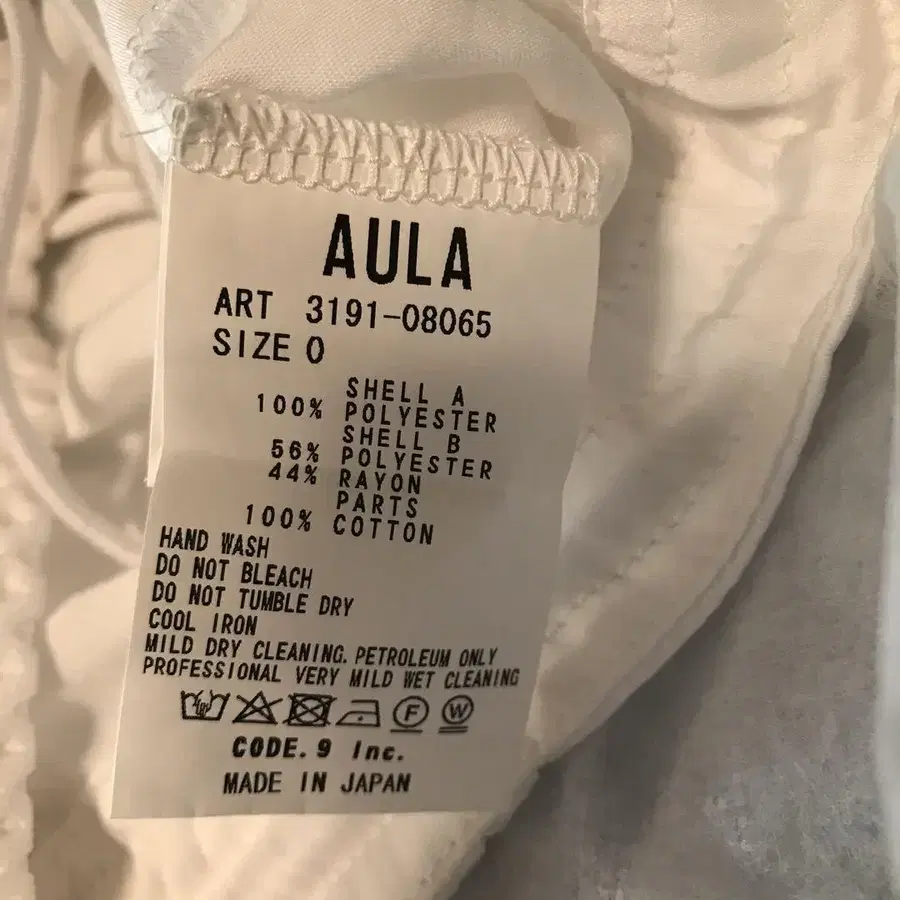 AULA
ART 3191-08065
SIZE 0
SHELL A
100% POLYESTER
SHELL B
56% POLYESTER
44% RAYON
PARTS
100% COTTON
HAND WASH
DO NOT BLEACH
DO NOT TUMBLE DRY
COOL IRON
MILD DRY CLEANING. PETROLEUM ONLY
PROFESSIONAL VERY MILD WET CLEANING
F W
CODE.9 Inc.
MADE IN JAPAN